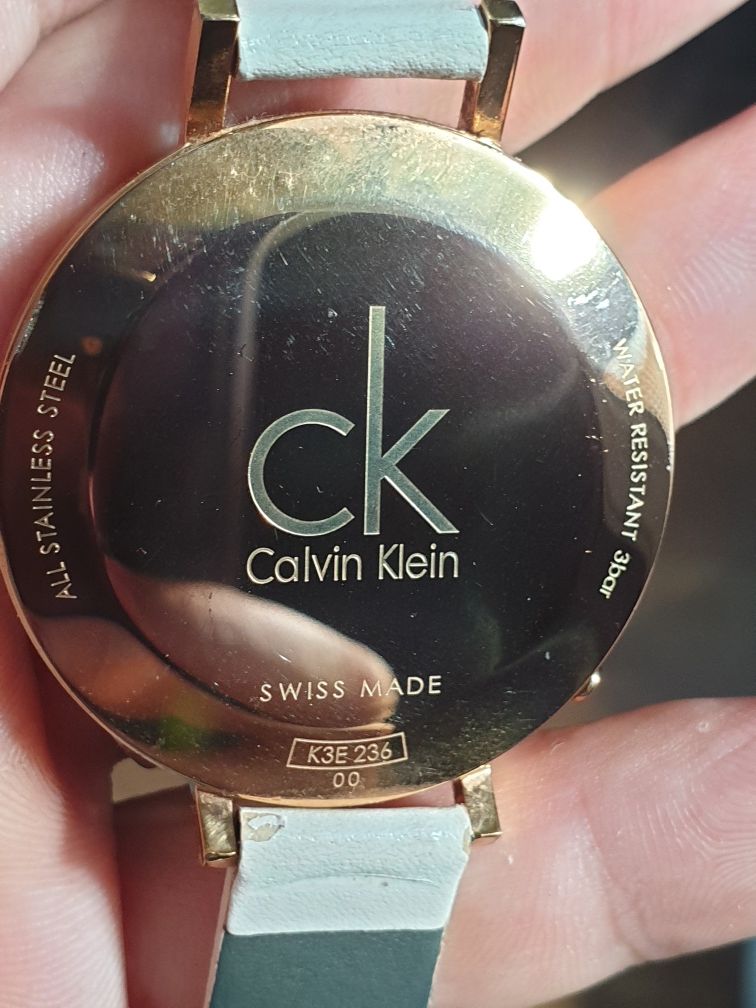 ck
Calvin Klein
SWISS MADE
K3E 236
00
ALL STAINLESS STEEL
WATER RESISTANT 3bar